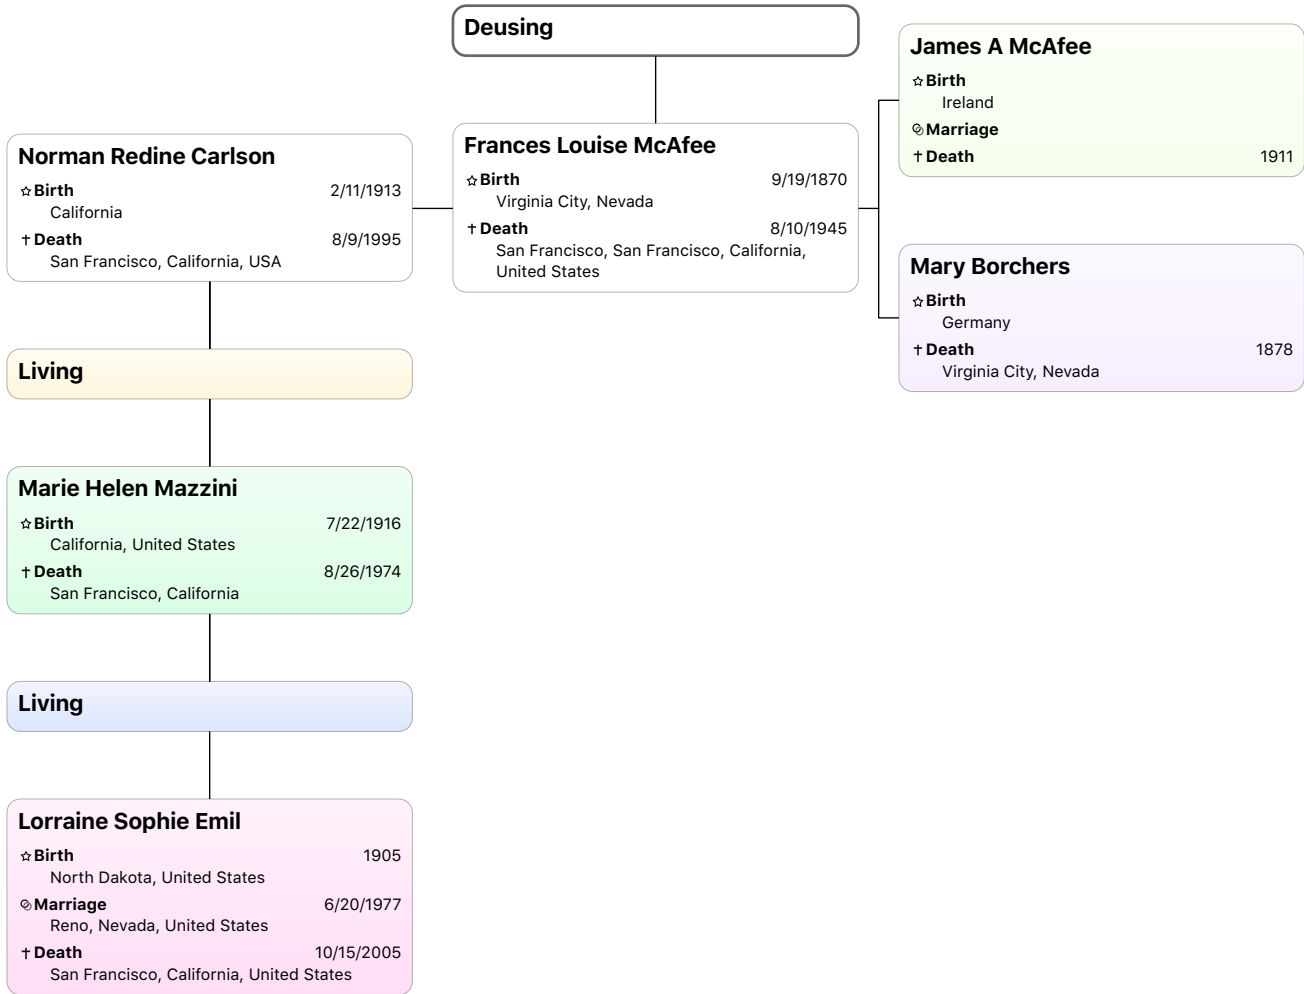 Deusing
James A McAfee
Birth
Ireland
Marriage
Death 1911
Norman Redine Carlson
Birth 2/11/1913
California
Death 8/9/1995
San Francisco, California, USA
Frances Louise McAfee
Birth 9/19/1870
Virginia City, Nevada
Death 8/10/1945
San Francisco, San Francisco, California,
United States
Mary Borchers
Birth
Germany
Death 1878
Virginia City, Nevada
Living
Marie Helen Mazzini
Birth 7/22/1916
California, United States
Death 8/26/1974
San Francisco, California
Living
Lorraine Sophie Emil
Birth 1905
North Dakota, United States
Marriage 6/20/1977
Reno, Nevada, United States
Death 10/15/2005
San Francisco, California, United States